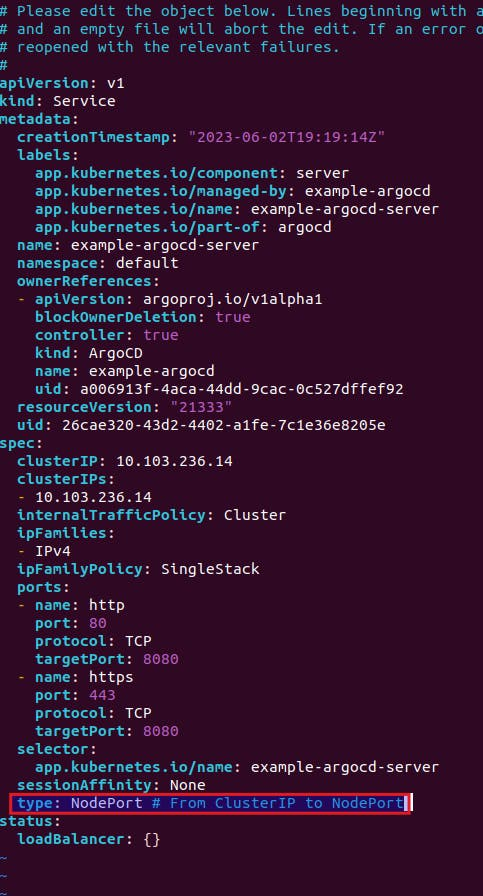 # Please edit the object below. Lines beginning with a
# and an empty file will abort the edit. If an error o
# reopened with the relevant failures.
#
apiVersion: v1
kind: Service
metadata:
  creationTimestamp: "2023-06-02T19:19:14Z"
  labels:
    app.kubernetes.io/component: server
    app.kubernetes.io/managed-by: example-argocd
    app.kubernetes.io/name: example-argocd-server
    app.kubernetes.io/part-of: argocd
  name: example-argocd-server
  namespace: default
  ownerReferences:
  - apiVersion: argoproj.io/v1alpha1
    blockOwnerDeletion: true
    controller: true
    kind: ArgoCD
    name: example-argocd
    uid: a006913f-4aca-44dd-9cac-0c527dffef92
  resourceVersion: "21333"
  uid: 26cae320-43d2-4402-a1fe-7c1e36e8205e
spec:
  clusterIP: 10.103.236.14
  clusterIPs:
  - 10.103.236.14
  internalTrafficPolicy: Cluster
  ipFamilies:
  - IPv4
  ipFamilyPolicy: SingleStack
  ports:
  - name: http
    port: 80
    protocol: TCP
    targetPort: 8080
  - name: https
    port: 443
    protocol: TCP
    targetPort: 8080
  selector:
    app.kubernetes.io/name: example-argocd-server
  sessionAffinity: None
  type: NodePort # From ClusterIP to NodePort
status:
  loadBalancer: {}
~
~
~